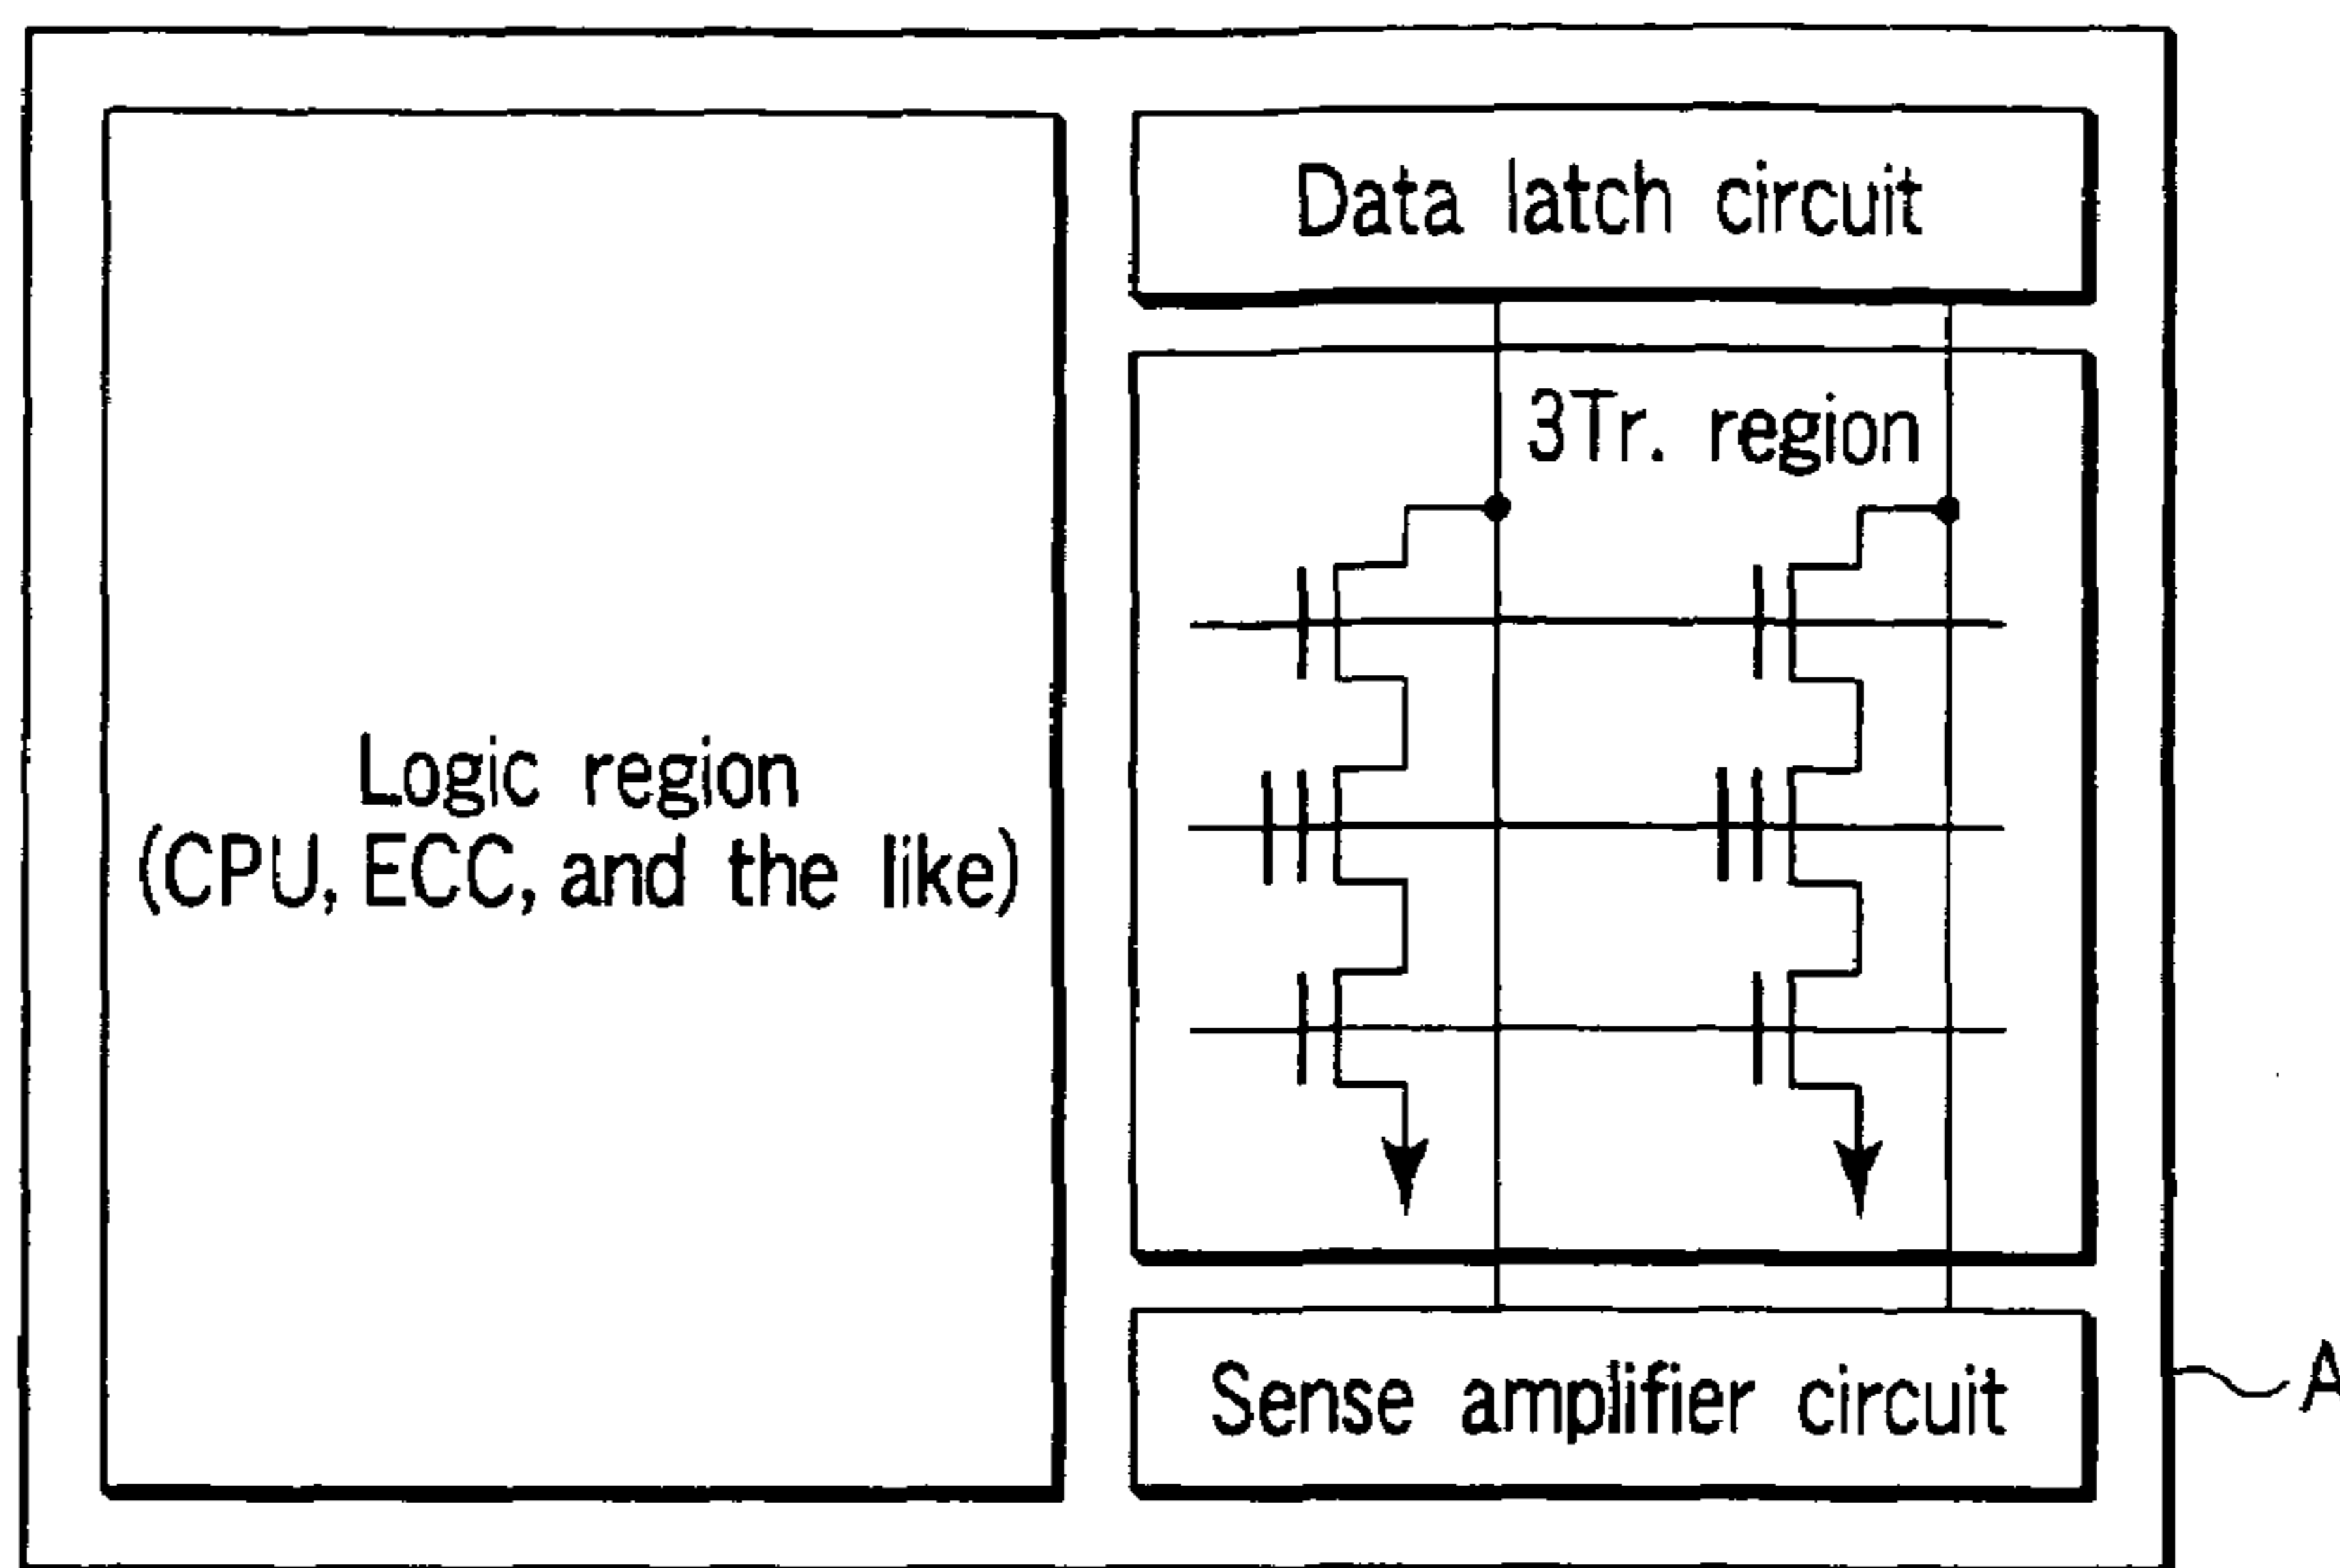 Logic region
(CPU, ECC, and the like)
Data latch circuit
3Tr. region
Sense amplifier circuit
A